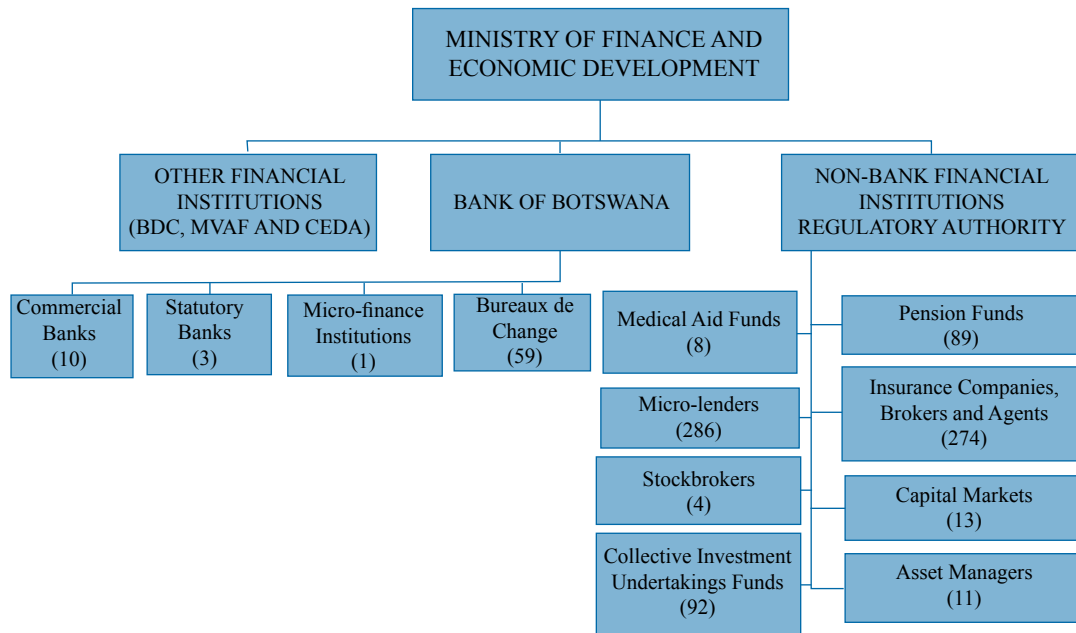 MINISTRY OF FINANCE AND
ECONOMIC DEVELOPMENT
OTHER FINANCIAL
INSTITUTIONS
(BDC, MVAF AND CEDA)
BANK OF BOTSWANA
NON-BANK FINANCIAL
INSTITUTIONS
REGULATORY AUTHORITY
Commercial
Banks
(10)
Statutory
Banks
(3)
Micro-finance
Institutions
(1)
Bureaux de
Change
(59)
Medical Aid Funds
(8)
Pension Funds
(89)
Micro-lenders
(286)
Insurance Companies,
Brokers and Agents
(274)
Stockbrokers
(4)
Capital Markets
(13)
Collective Investment
Undertakings Funds
(92)
Asset Managers
(11)